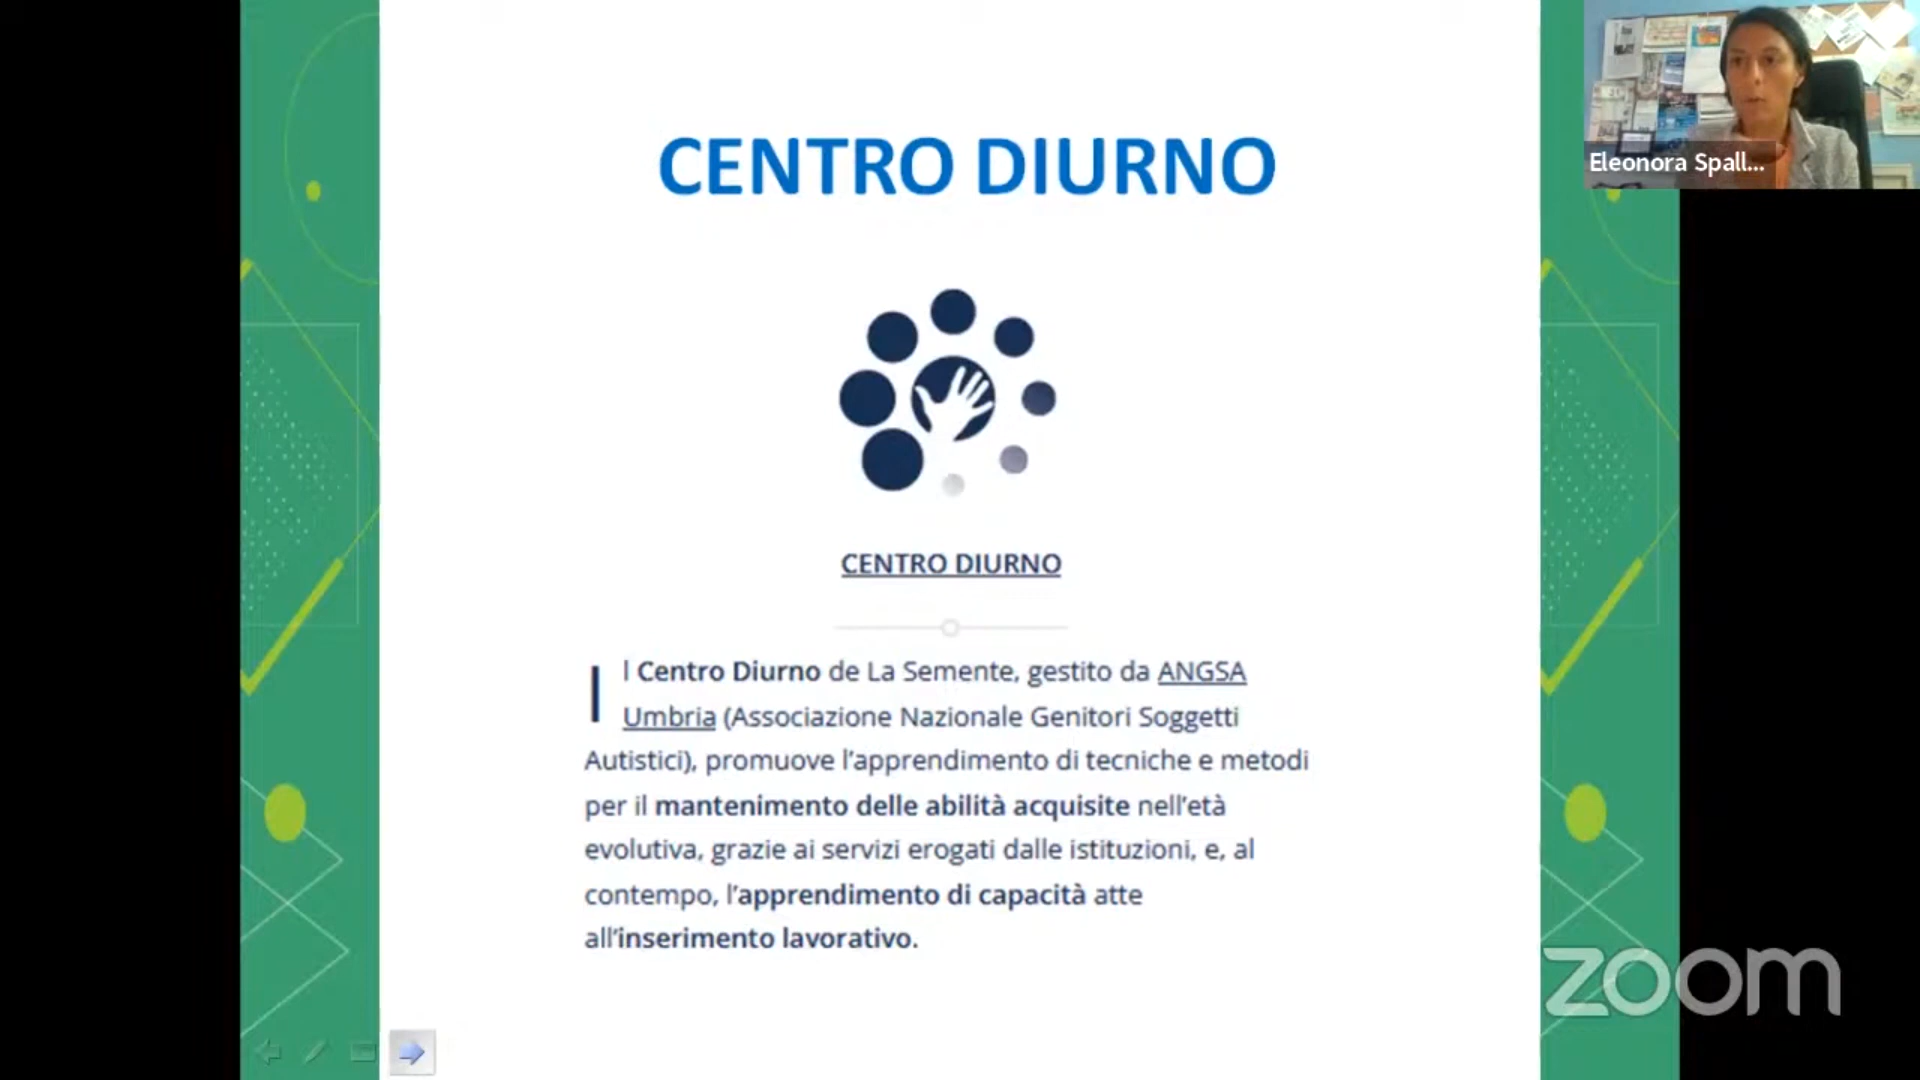 CENTRO DIURNO
Eleonora Spall...
CENTRO DIURNO
Il Centro Diurno de La Semente, gestito da ANGSA
Umbria (Associazione Nazionale Genitori Soggetti
Autistici), promuove l'apprendimento di tecniche e metodi
per il mantenimento delle abilità acquisite nell'età
evolutiva, grazie ai servizi erogati dalle istituzioni, e, al
contempo, l'apprendimento di capacità atte
all'inserimento lavorativo.
zoom